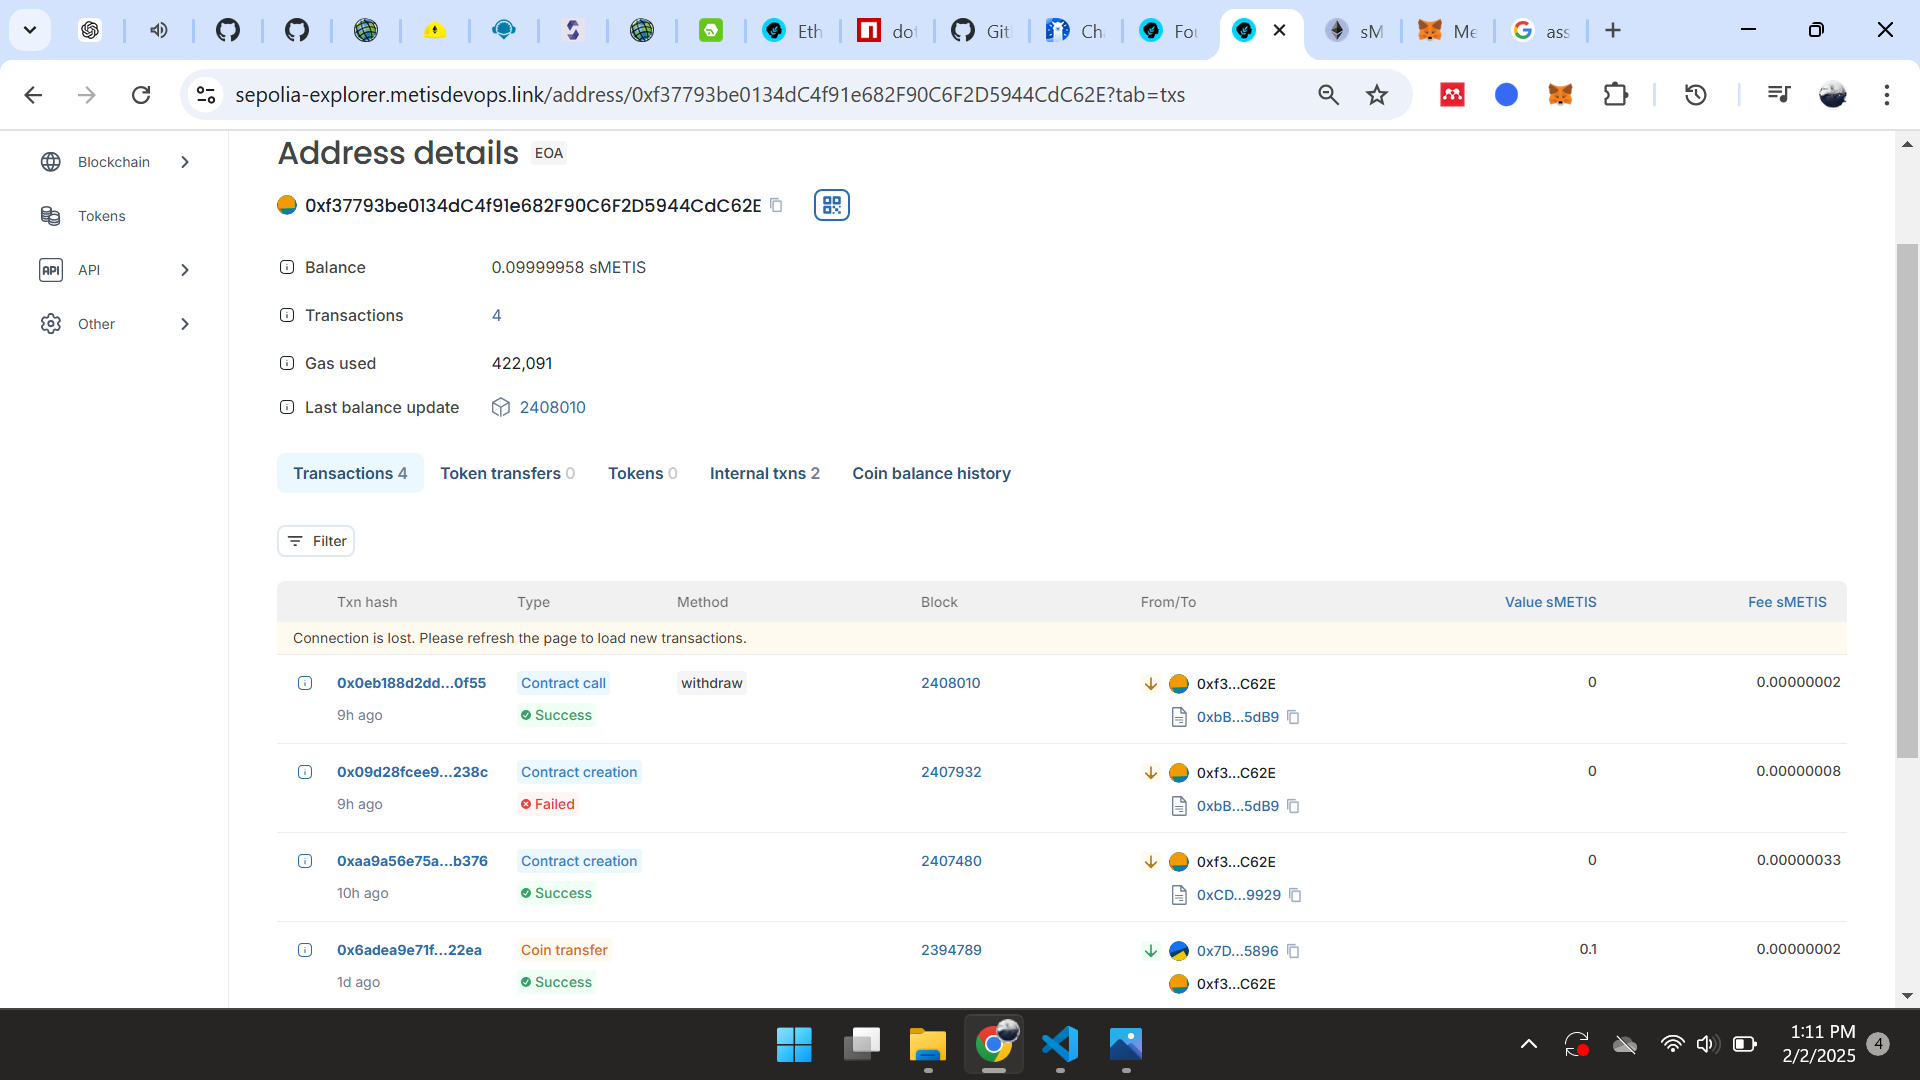 Eth
dot
Git
Cha
Fou
sM
Me
ass
sepolia-explorer.metisdevops.link/address/0xf37793be0134dC4f91e682F90C6F2D5944CdC62E?tab=txs
Blockchain
Tokens
API API
Other
Address details EOA
0xf37793be0134dC4f91e682F90C6F2D5944CdC62E
Balance 0.09999958 sMETIS
Transactions 4
Gas used 422,091
Last balance update 2408010
Transactions 4 Token transfers 0 Tokens 0 Internal txns 2 Coin balance history
Filter
Txn hash Type Method Block From/To Value sMETIS Fee sMETIS
Connection is lost. Please refresh the page to load new transactions.
0x0eb188d2dd...0f55 Contract call withdraw 2408010 0xf3...C62E 0 0.00000002
9h ago Success 0xbB...5dB9
0x09d28fcee9...238c Contract creation 2407932 0xf3...C62E 0 0.00000008
9h ago Failed 0xbB...5dB9
0xaa9a56e75a...b376 Contract creation 2407480 0xf3...C62E 0 0.00000033
10h ago Success 0xCD...9929
0x6adea9e71f...22ea Coin transfer 2394789 0x7D...5896 0.1 0.00000002
1d ago Success 0xf3...C62E
1:11 PM
2/2/2025
4